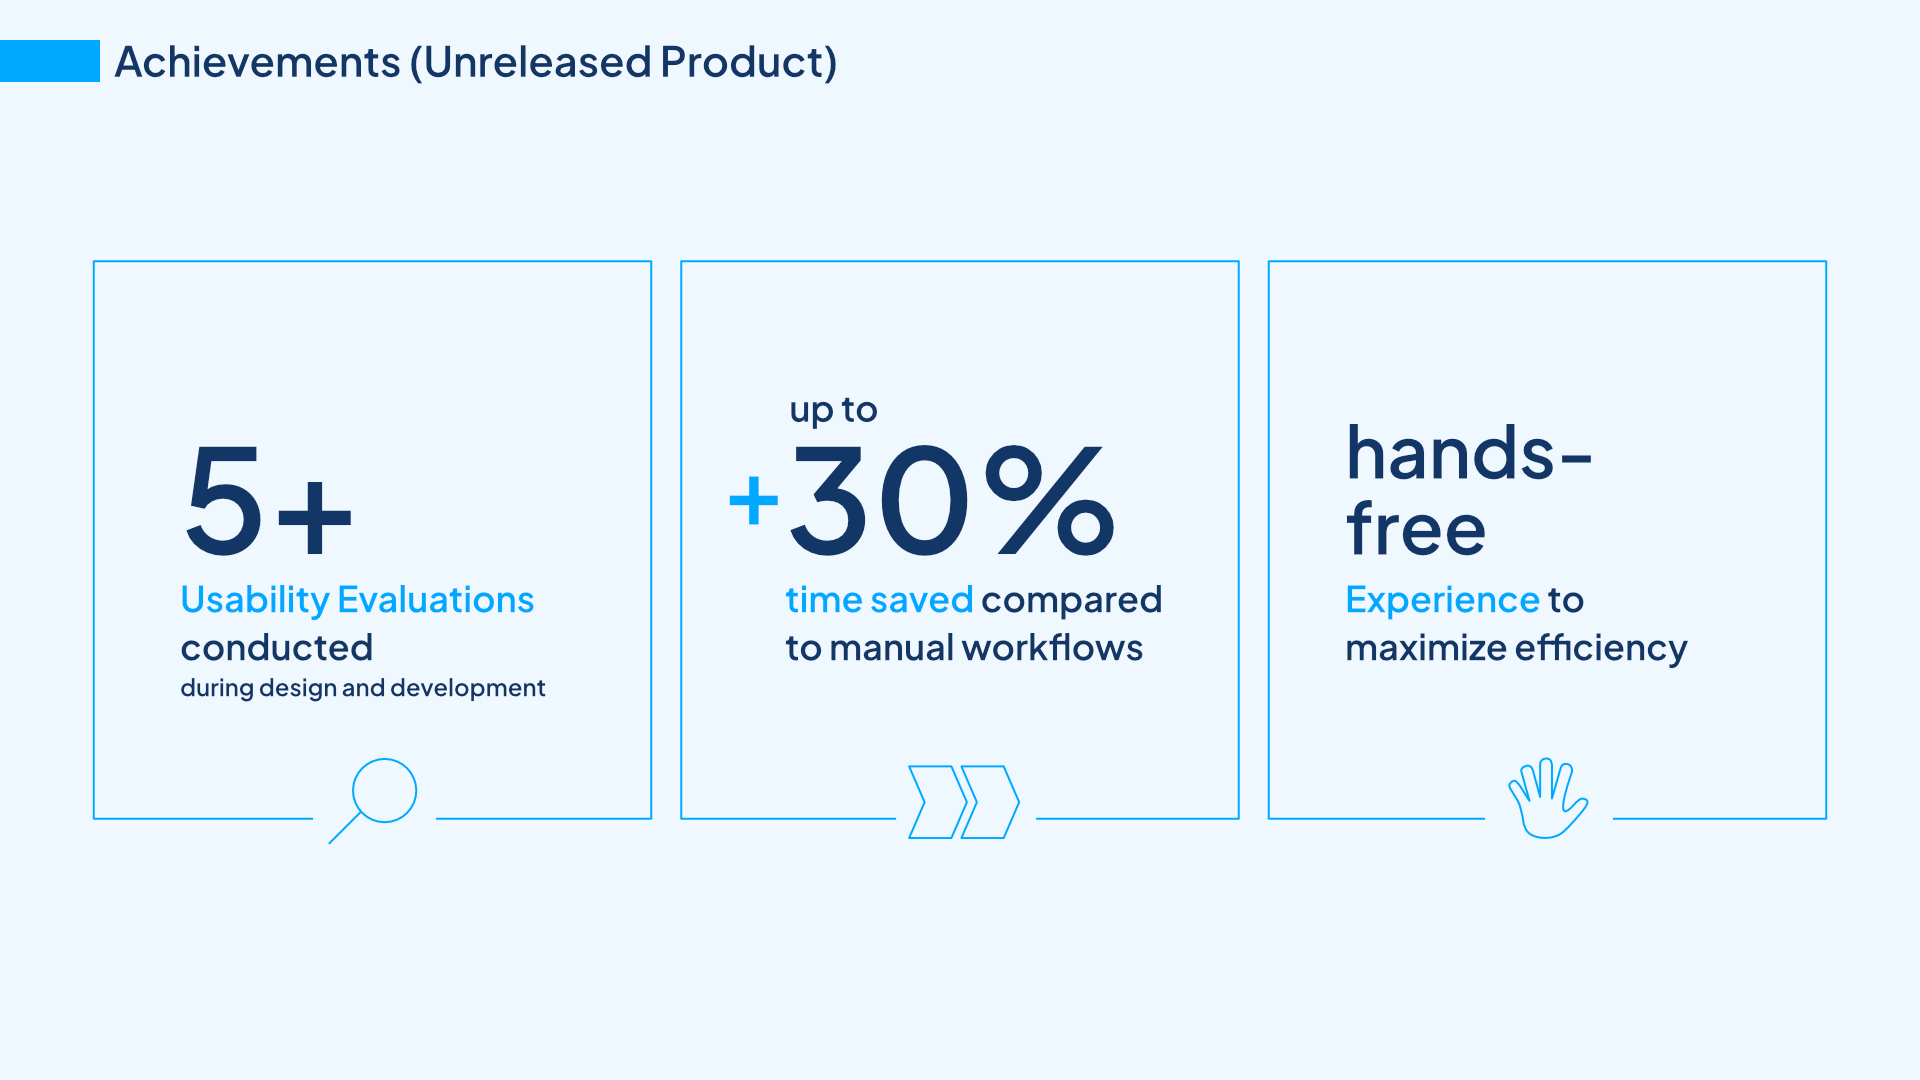 Achievements (Unreleased Product)
5+
Usability Evaluations
conducted
during design and development
up to
+30%
time saved compared
to manual workflows
hands-
free
Experience to
maximize efficiency